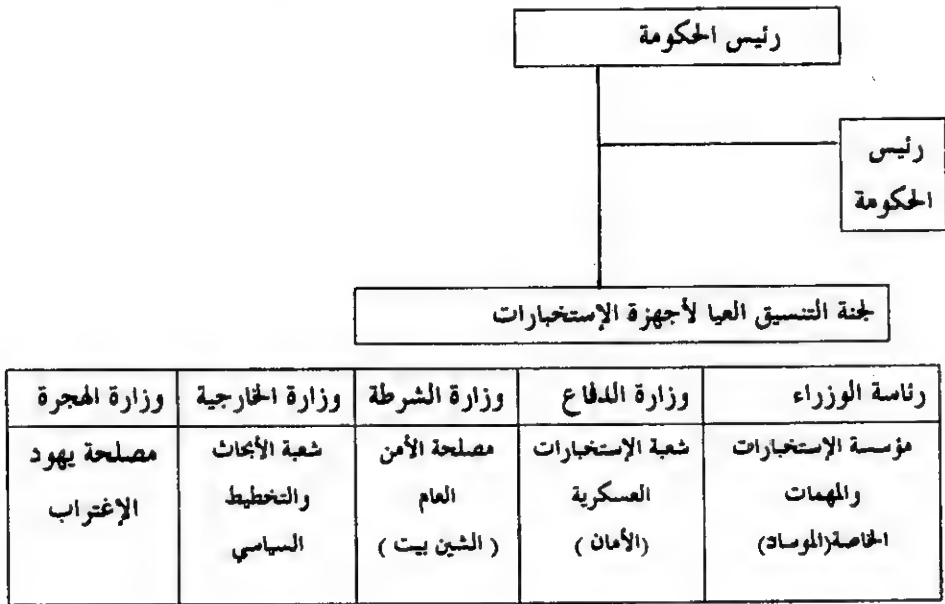 رئيس الحكومة
رئيس
الحكومة
لجنة التنسيق العيا لأجهزة الإستخبارات
رئاسة الوزراء
وزارة الدفاع
وزارة الشرطة
وزارة الخارجية
وزارة الهجرة
مؤسسة الإستخبارات
والمهمات
الخاصة(الموساد)
شعبة الإستخبارات
العسكرية
(الأمان )
مصلحة الأمن
العام
( الشين بيت )
شعبة الأبحاث
والتخطيط
السياسي
مصلحة يهود
الإغتراب